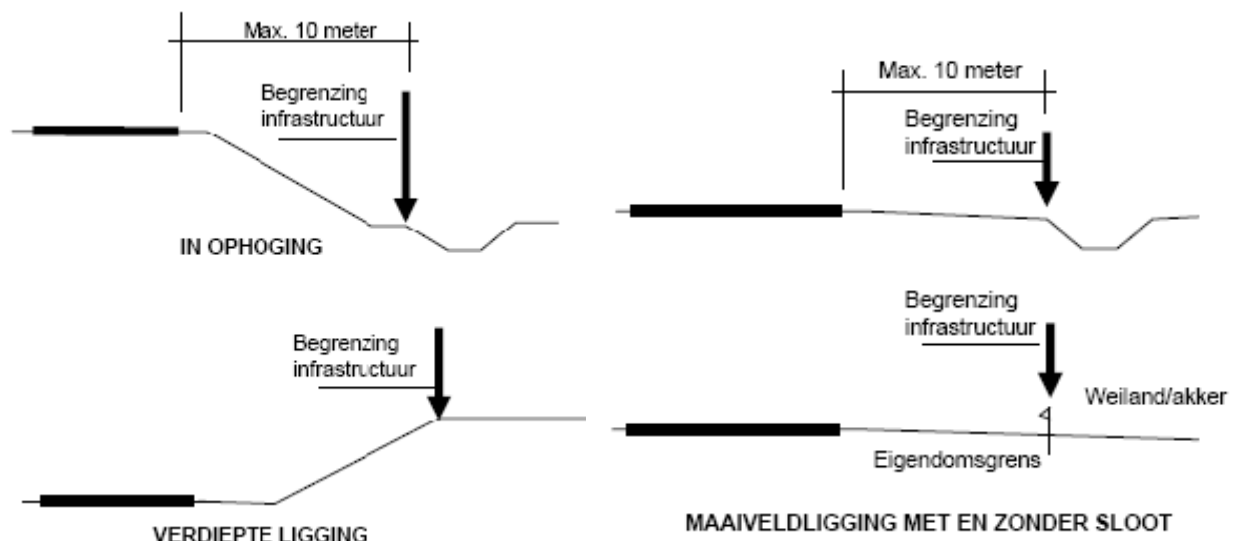 Max. 10 meter
Begrenzing
infrastructuur
IN OPHOGING
Max. 10 meter
Begrenzing
infrastructuur
Begrenzing
infrastructuur
VERDIEPTE LIGGING
Begrenzing
infrastructuur
Weiland/akker
Eigendomsgrens
MAAIVELDLIGGING MET EN ZONDER SLOOT